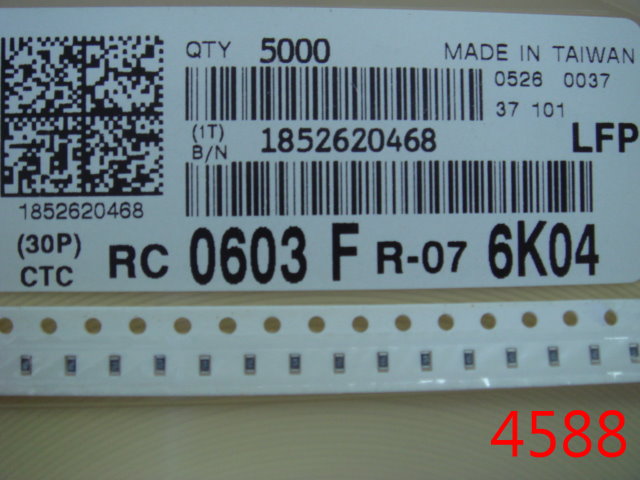 QTY 5000 MADE IN TAIWAN
0526 0037
37 101
(1T)
B/N 1852620468 LFP
1852620468
(30P)
CTC RC 0603 F R-07 6K04
4588